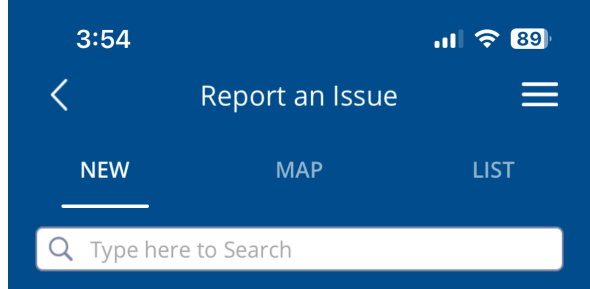 3:54 89
Report an Issue
NEW MAP LIST
Type here to Search